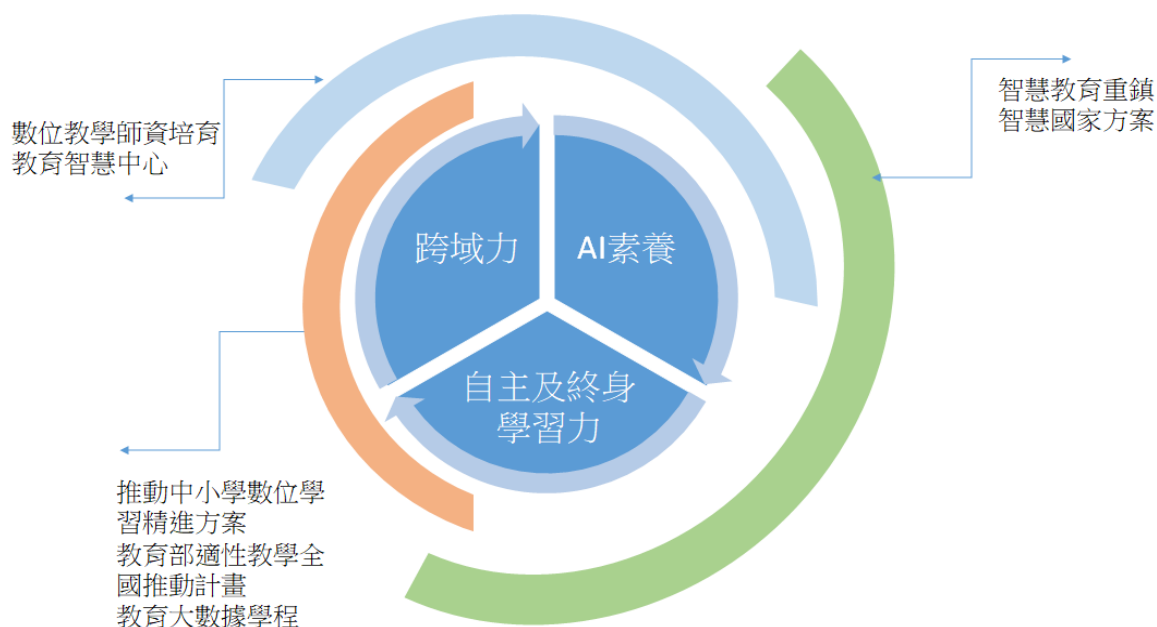 數位教學師資培育
教育智慧中心
智慧教育重鎮
智慧國家方案
跨域力
AI素養
自主及終身
學習力
推動中小學數位學
習精進方案
教育部適性教學全
國推動計畫
教育大數據學程